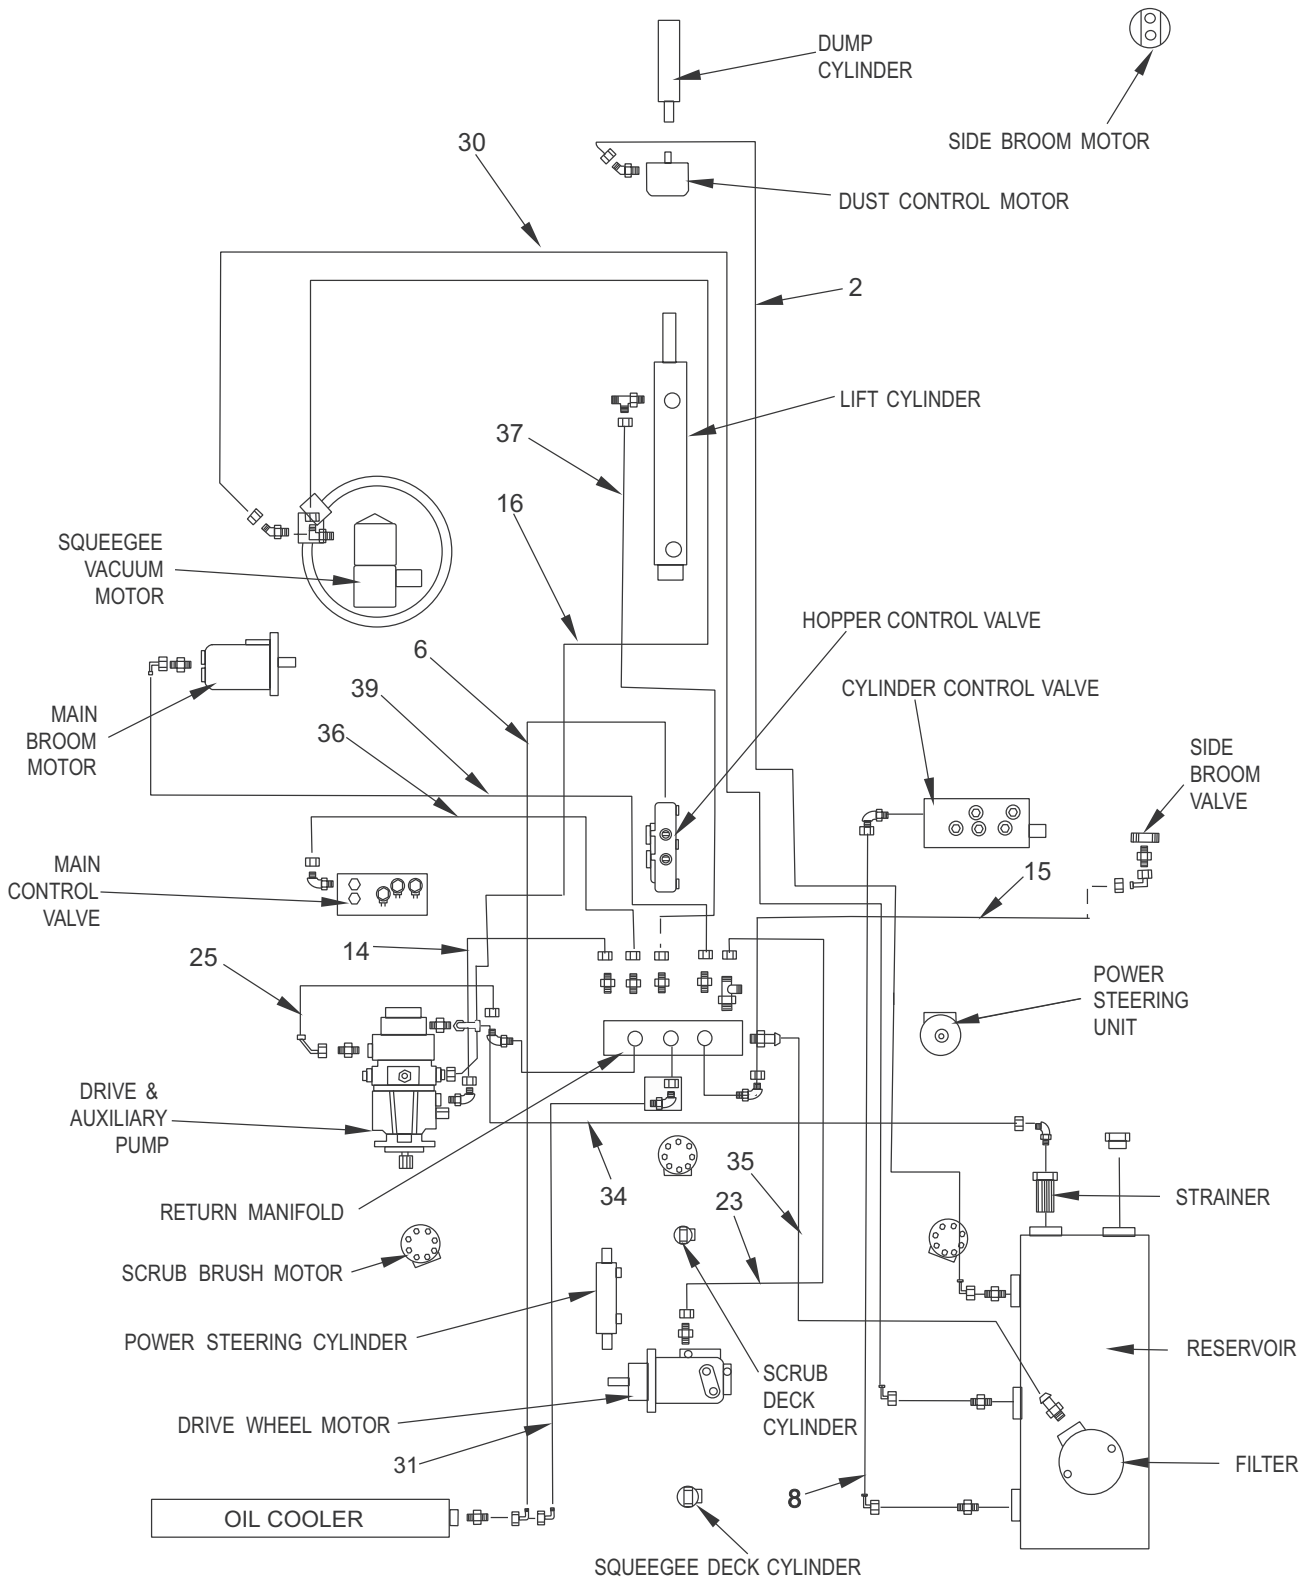 DUMP
CYLINDER
SIDE BROOM MOTOR
30
DUST CONTROL MOTOR
2
LIFT CYLINDER
37
16
SQUEEGEE
VACUUM
MOTOR
HOPPER CONTROL VALVE
6
CYLINDER CONTROL VALVE
39
MAIN
BROOM
MOTOR
36
SIDE
BROOM
VALVE
MAIN
CONTROL
VALVE
15
14
25
POWER
STEERING
UNIT
DRIVE &
AUXILIARY
PUMP
35
34
23
STRAINER
RETURN MANIFOLD
SCRUB BRUSH MOTOR
POWER STEERING CYLINDER
RESERVOIR
SCRUB
DECK
CYLINDER
DRIVE WHEEL MOTOR
31
FILTER
8
OIL COOLER
SQUEEGEE DECK CYLINDER